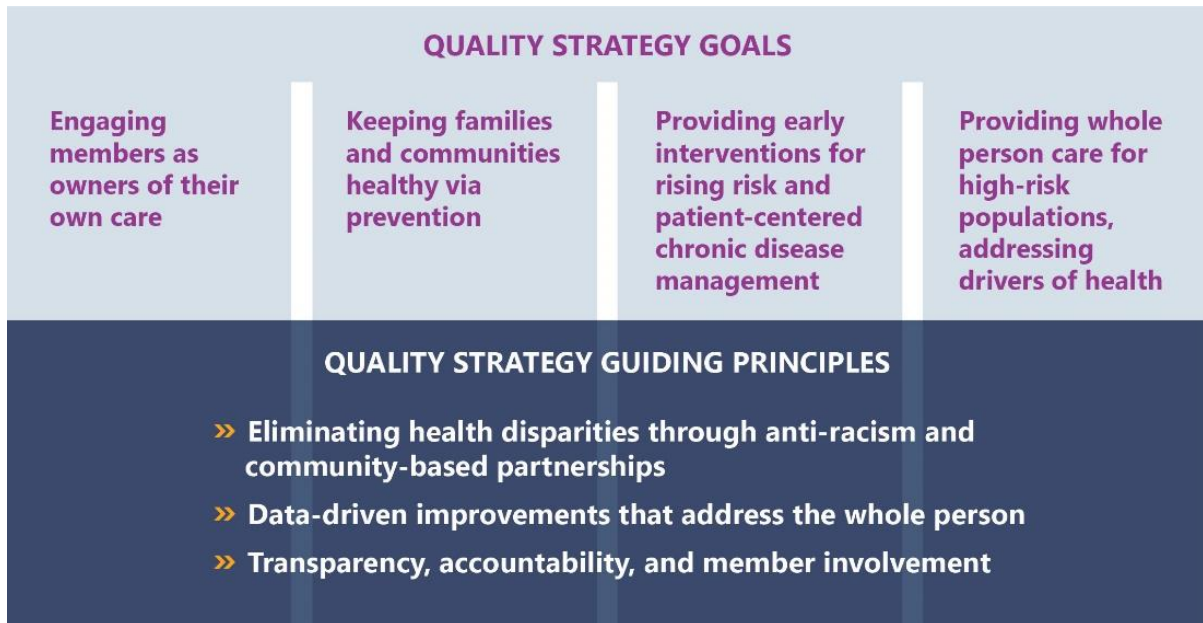 QUALITY STRATEGY GOALS
Engaging
members as
owners of their
own care
Keeping families
and communities
healthy via
prevention
Providing early
interventions for
rising risk and
patient-centered
chronic disease
management
Providing whole
person care for
high-risk
populations,
addressing
drivers of health
QUALITY STRATEGY GUIDING PRINCIPLES
» Eliminating health disparities through anti-racism and
community-based partnerships
» Data-driven improvements that address the whole person
» Transparency, accountability, and member involvement